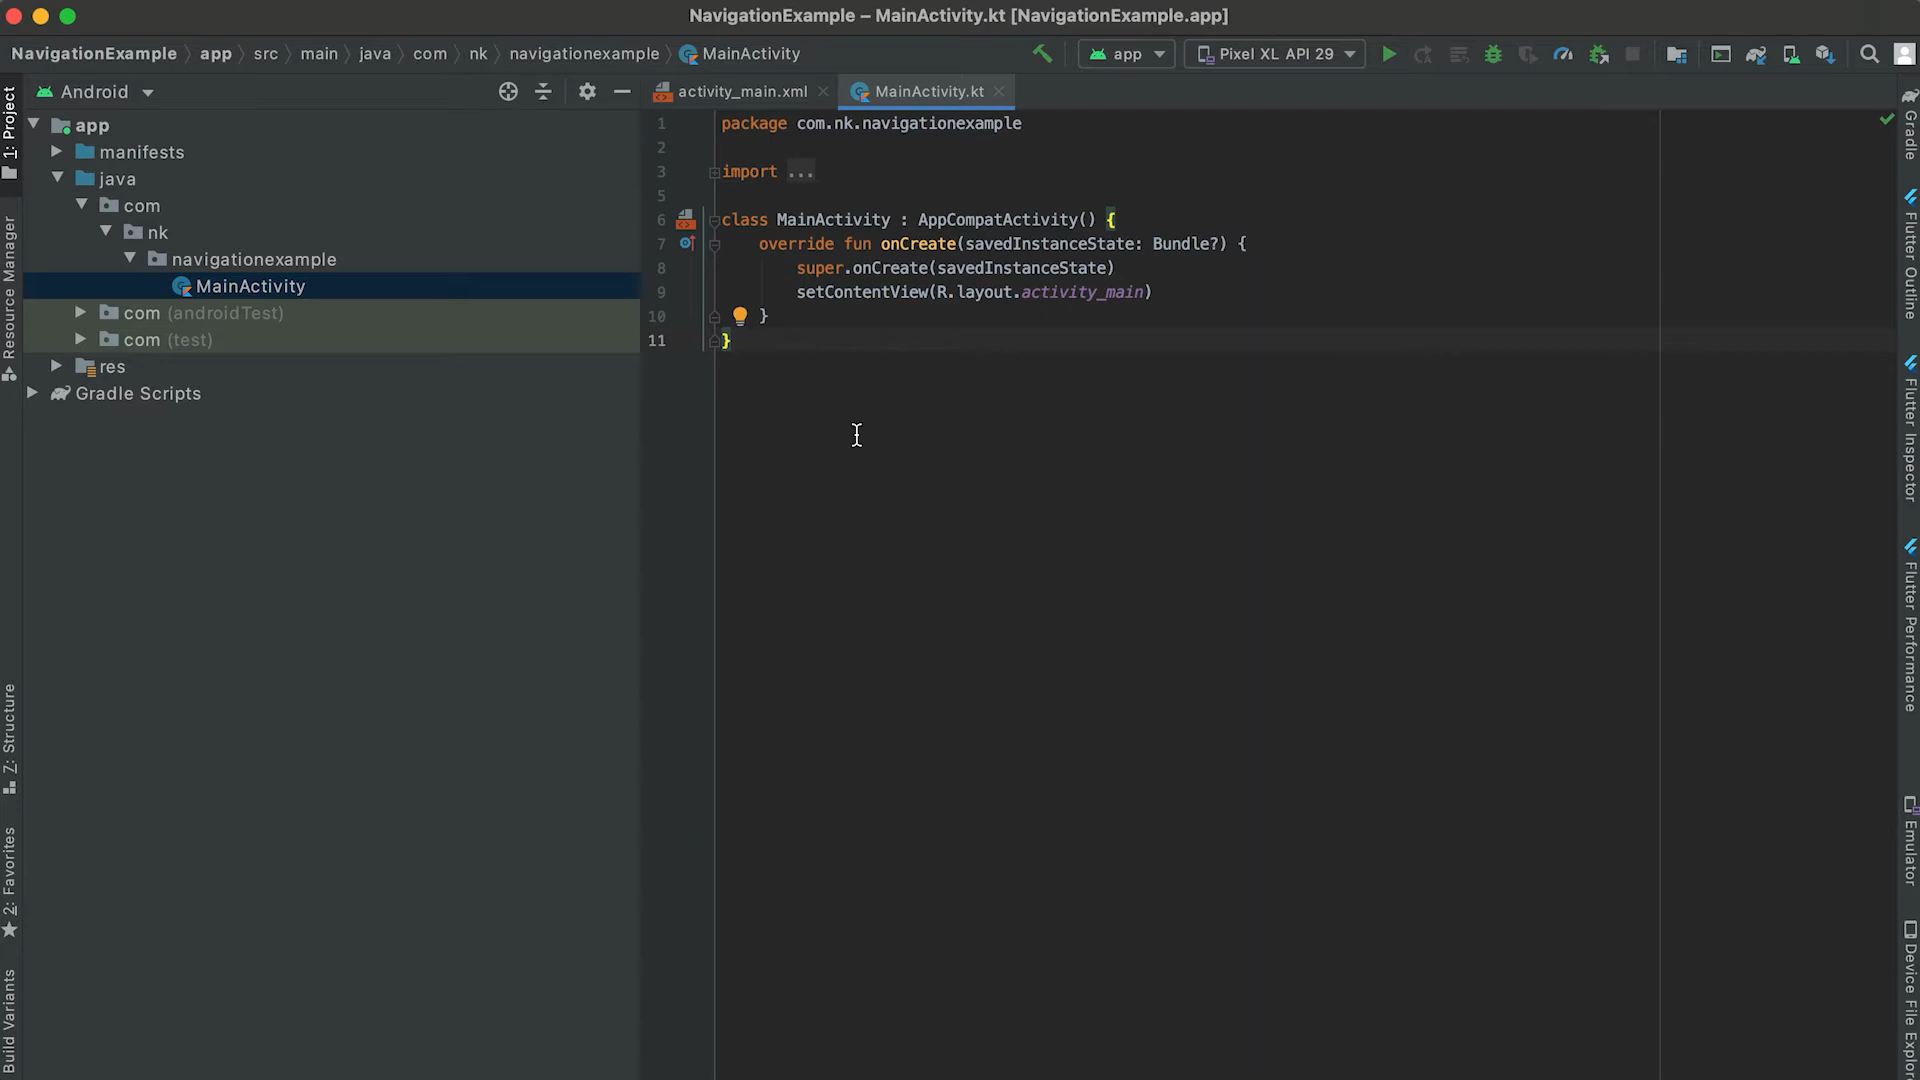 NavigationExample – MainActivity.kt [NavigationExample.app]
NavigationExample app src main java com nk navigationexample MainActivity
app
Pixel XL API 29
Android
activity_main.xml
MainActivity.kt
app
manifests
java
com
nk
navigationexample
MainActivity
com (androidTest)
com (test)
res
Gradle Scripts
1 package com.nk.navigationexample
2
3 import ...
5
6 class MainActivity : AppCompatActivity() {
7 override fun onCreate(savedInstanceState: Bundle?) {
8 super.onCreate(savedInstanceState)
9 setContentView(R.layout.activity_main)
10 }
11 }
1: Project
Resource Manager
Z: Structure
2: Favorites
Build Variants
Gradle
Flutter Outline
Flutter Inspector
Flutter Performance
Emulator
Device File Explor